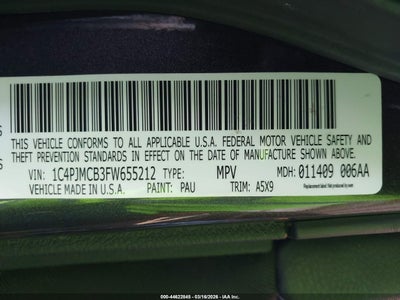 THIS VEHICLE CONFORMS TO ALL APPLICABLE U.S.A. FEDERAL MOTOR VEHICLE SAFETY AND
THEFT PREVENTION STANDARDS IN EFFECT ON THE DATE OF MANUFACTURE SHOWN ABOVE.
VIN: 1C4PJMCB3FW655212 TYPE: MPV MDH: 011409 006AA
VEHICLE MADE IN U.S.A. PAINT: PAU TRIM: A5X9
000-44622045 - 03/18/2026 - IAA Inc.